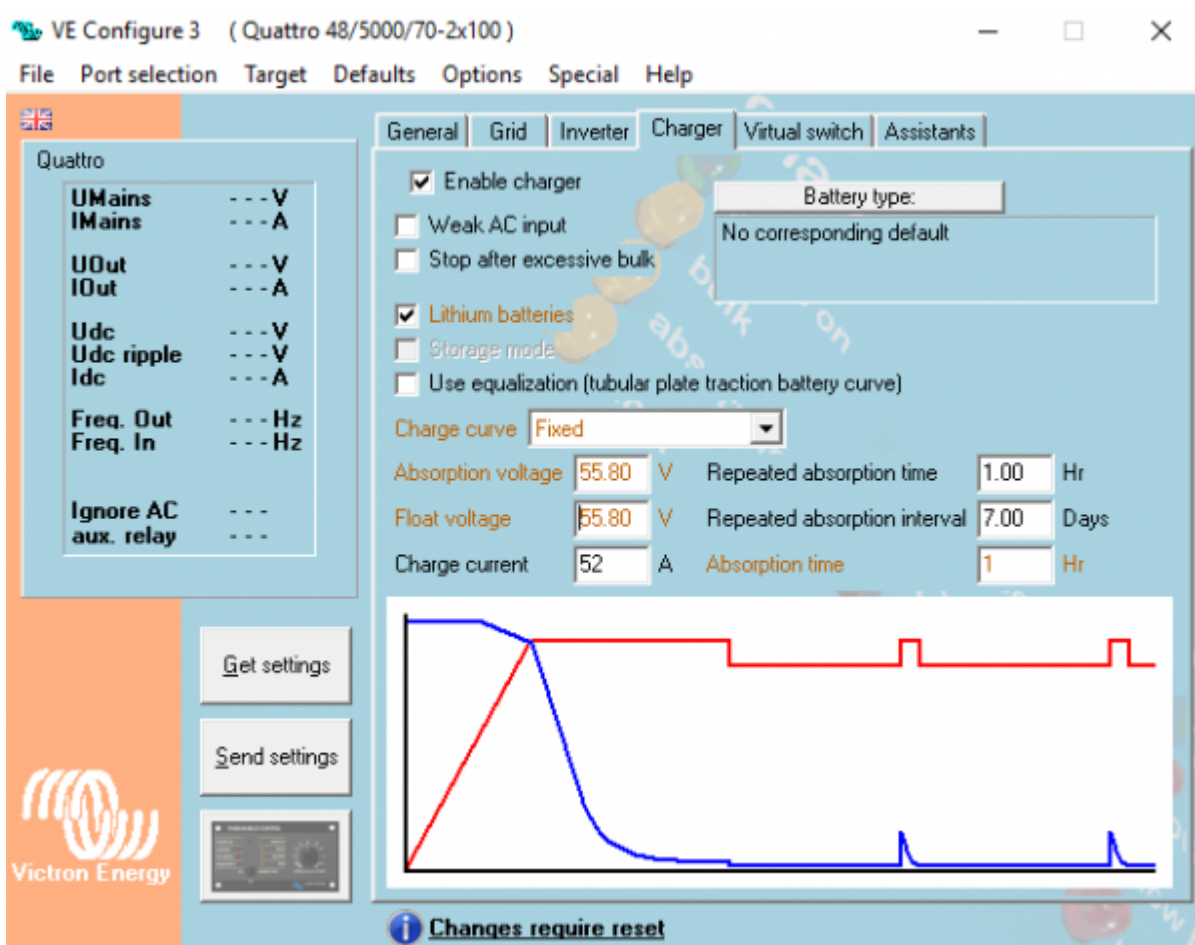 VE Configure 3 ( Quattro 48/5000/70-2x100 )
File Port selection Target Defaults Options Special Help
General Grid Inverter Charger Virtual switch Assistants
Quattro
UMains - - - V
IMains - - - A
UOut - - - V
IOut - - - A
Udc - - - V
Udc ripple - - - V
Idc - - - A
Freq. Out - - - Hz
Freq. In - - - Hz
Ignore AC - - -
aux. relay - - -
Enable charger
Battery type:
Weak AC input
No corresponding default
Stop after excessive bulk
Lithium batteries
Storage mode
Use equalization (tubular plate traction battery curve)
Charge curve Fixed
Absorption voltage 55.80 V Repeated absorption time 1.00 Hr
Float voltage 55.80 V Repeated absorption interval 7.00 Days
Charge current 52 A Absorption time 1 Hr
Get settings
Send settings
Victron Energy
Changes require reset
bulk
abs
on